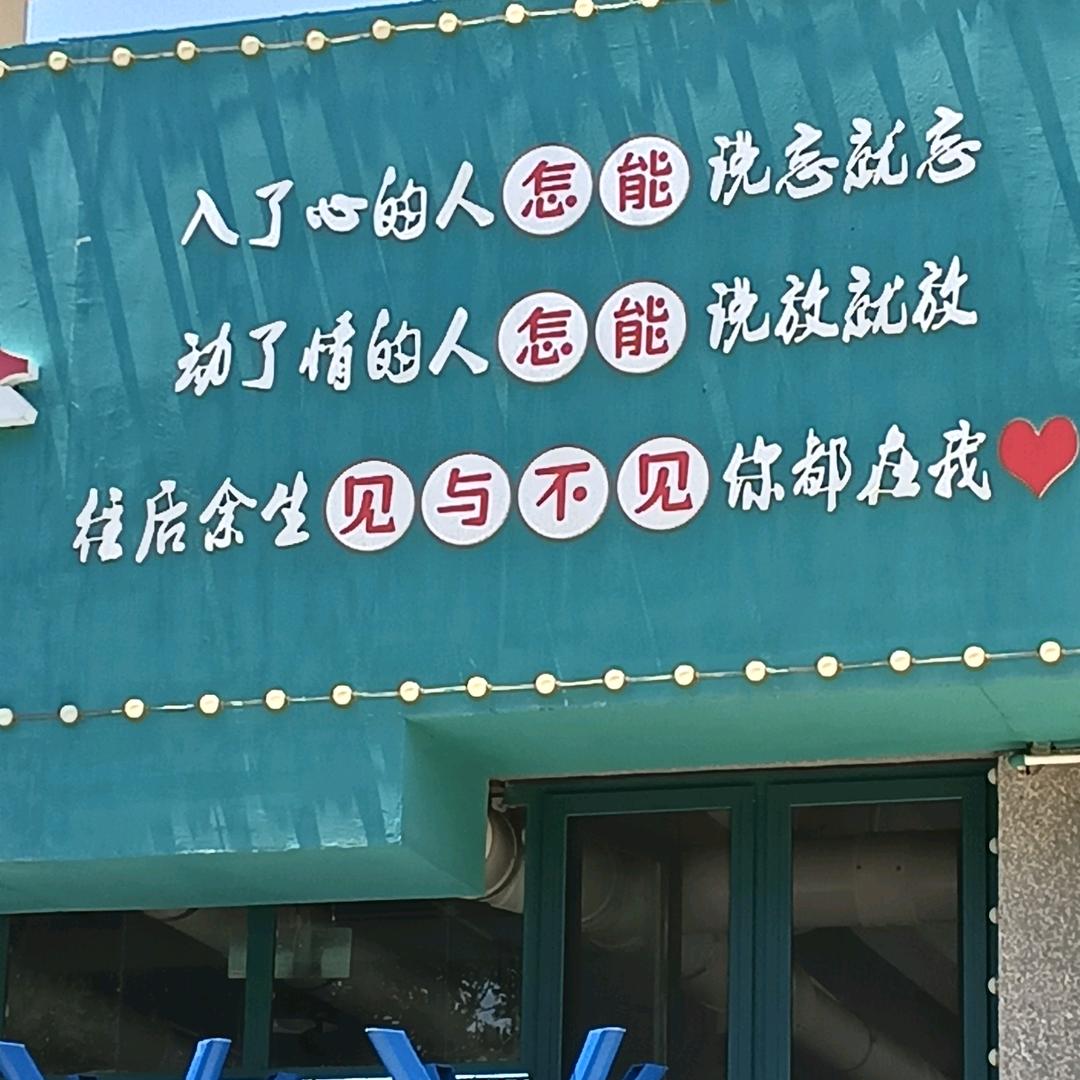 入了心的人怎能说忘就忘
动了情的人怎能说放就放
往后余生见与不见你都在我